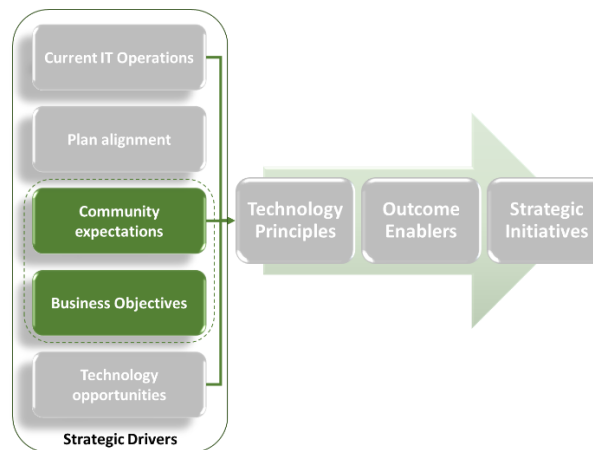 Current IT Operations
Plan alignment
Community
expectations
Business Objectives
Technology
opportunities
Strategic Drivers
Technology
Principles
Outcome
Enablers
Strategic
Initiatives